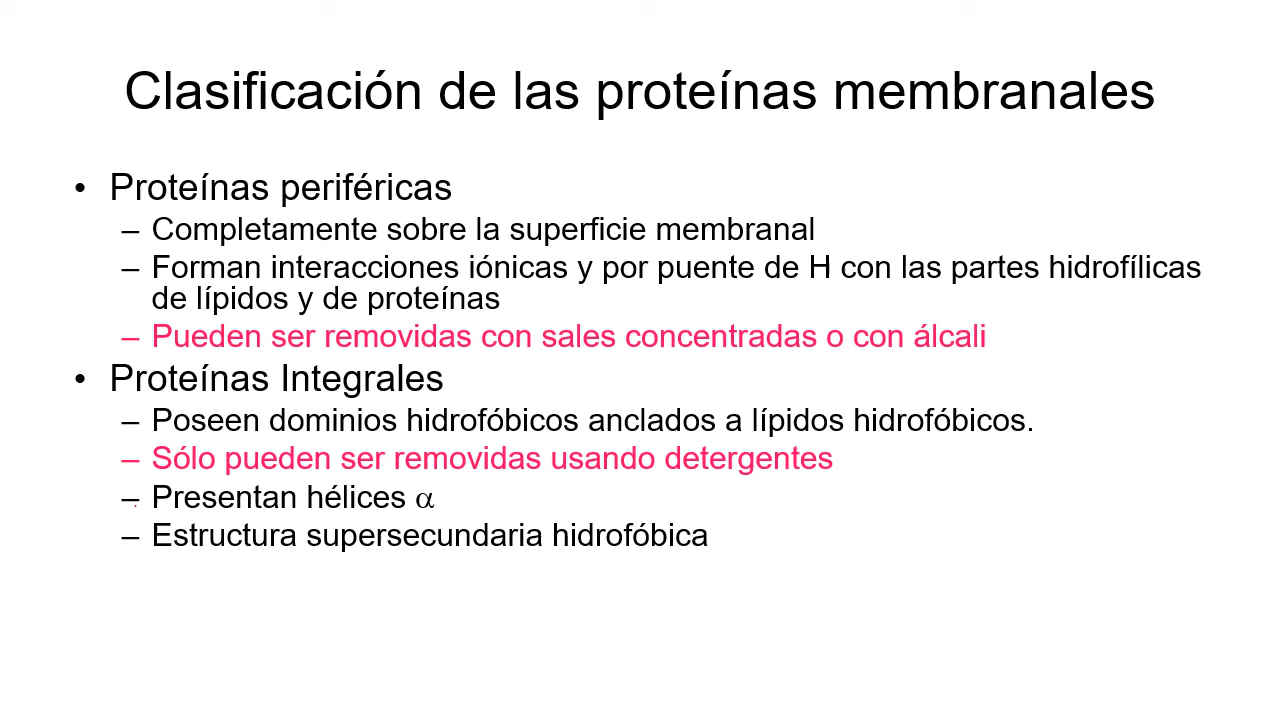 Clasificación de las proteínas membranales
• Proteínas periféricas
– Completamente sobre la superficie membranal
– Forman interacciones iónicas y por puente de H con las partes hidrofílicas
de lípidos y de proteínas
– Pueden ser removidas con sales concentradas o con álcali
• Proteínas Integrales
– Poseen dominios hidrofóbicos anclados a lípidos hidrofóbicos.
– Sólo pueden ser removidas usando detergentes
– Presentan hélices α
– Estructura supersecundaria hidrofóbica